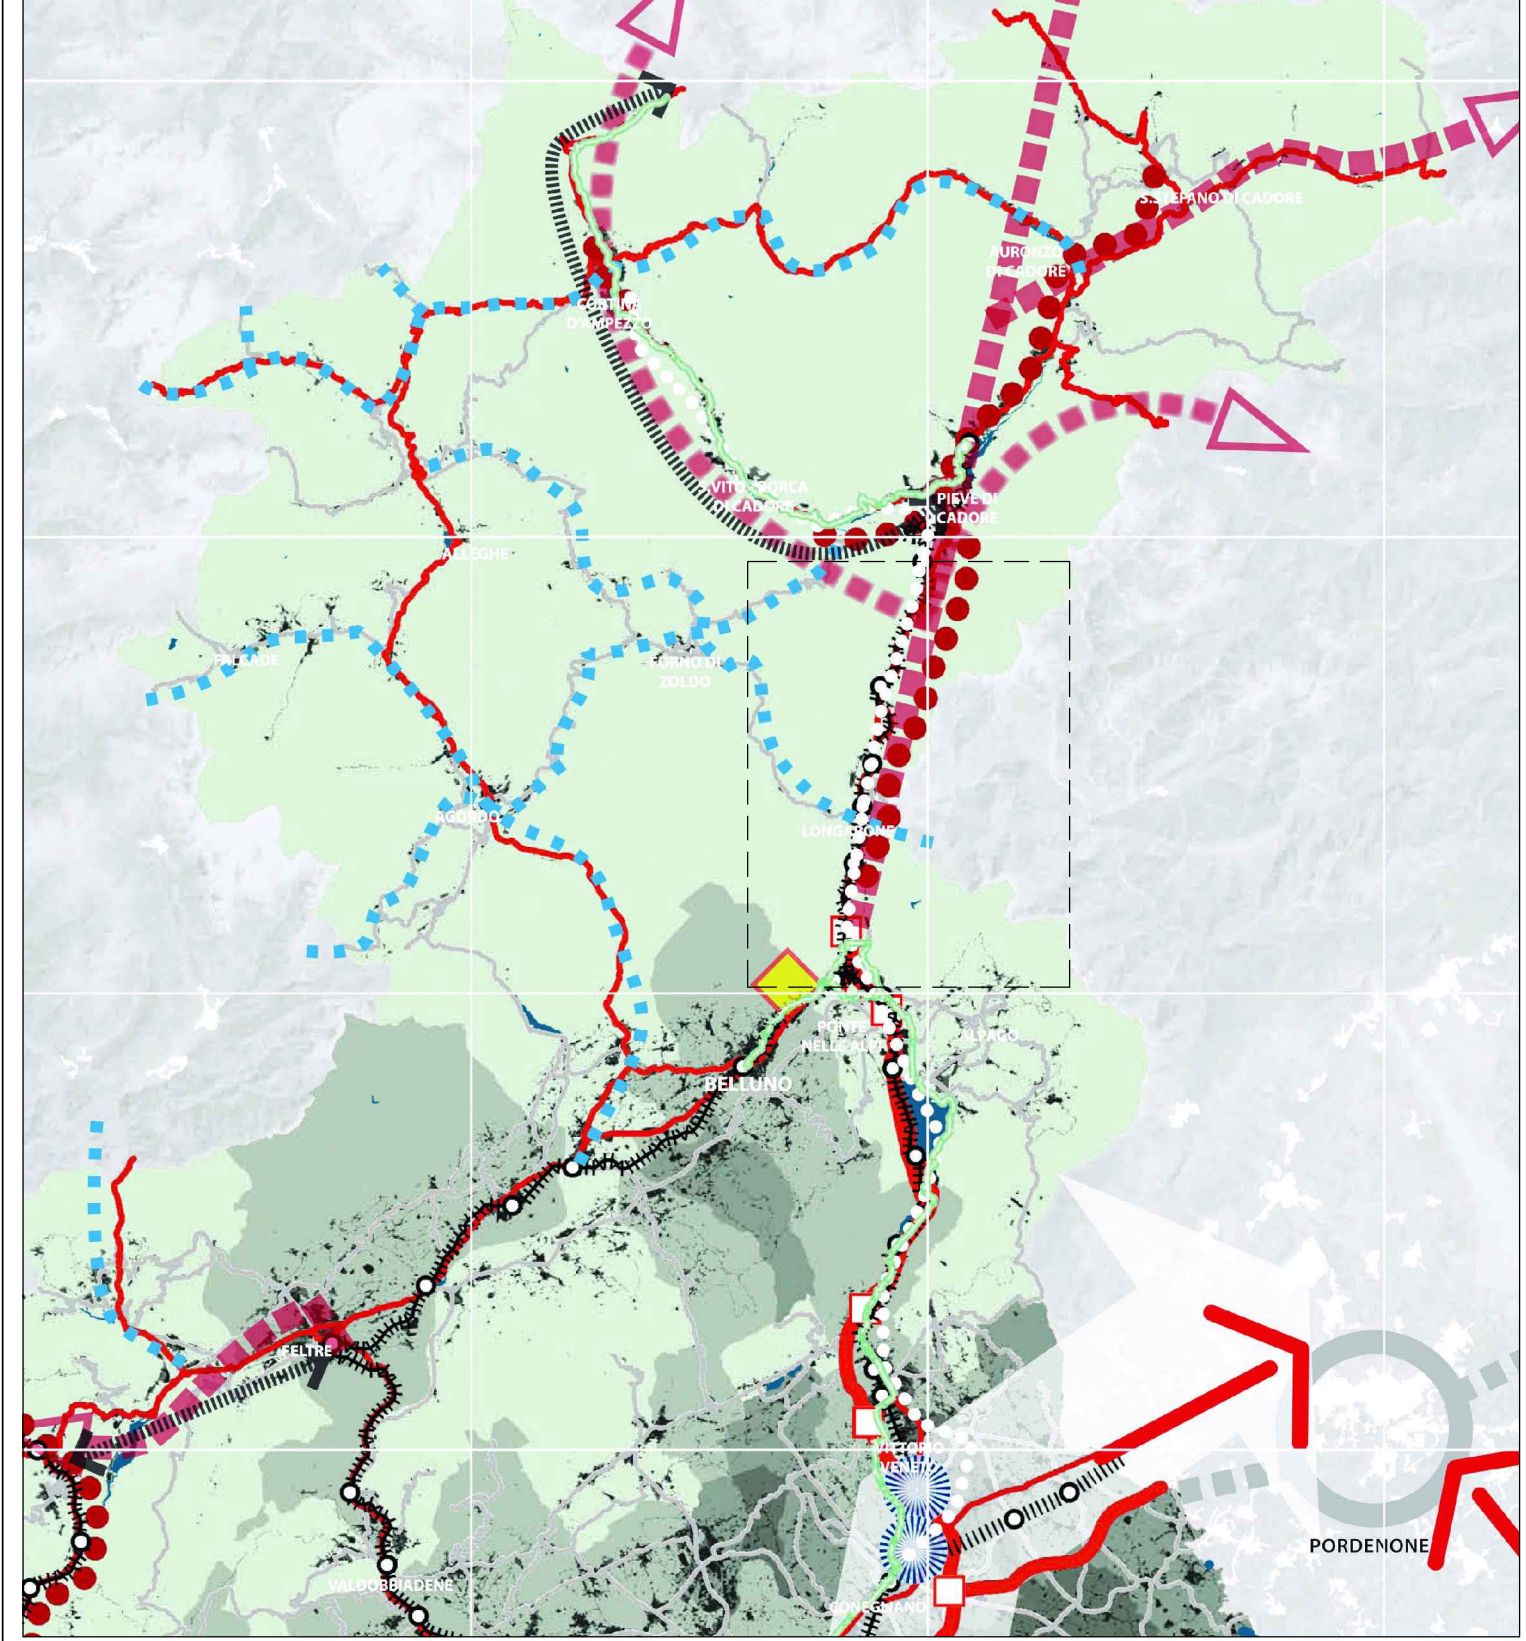 S.STEFANO DI CADORE
AURONZO
DI CADORE
CORTINA
D'AMPEZZO
VITO - BORCA
DI CADORE
PIEVE DI
CADORE
ALLEGHE
FALCADE
FORNO DI
ZOLDO
AGORDO
LONGARONE
PONTE
NELLE ALPI
ALPAGO
BELLUNO
FELTRE
VITTORIO
VENETO
PORDENONE
VALDOBBIADENE
CONEGLIANO